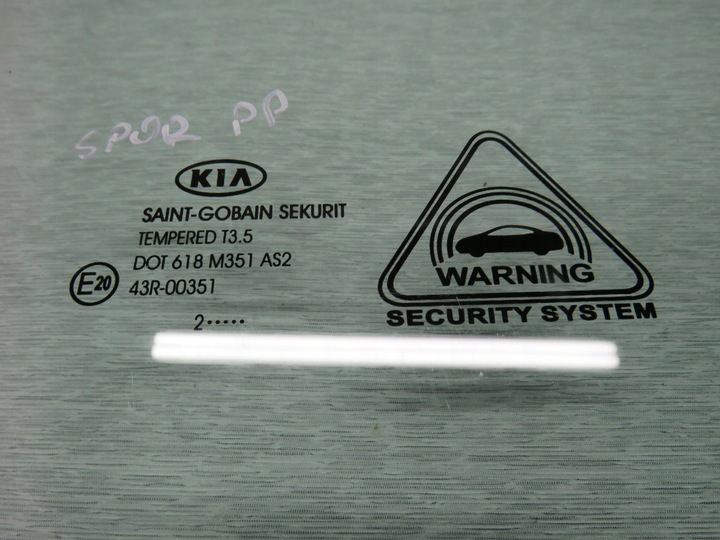 SPOR PP
KIA
SAINT-GOBAIN SEKURIT
TEMPERED T3.5
DOT 618 M351 AS2
E20
43R-00351
2•••••
WARNING
SECURITY SYSTEM